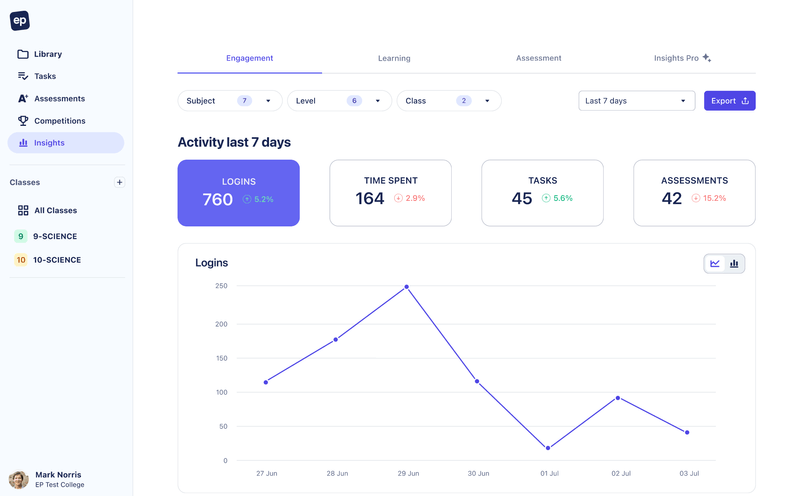 ep
Library
Tasks
Assessments
Competitions
Insights
Classes
All Classes
9 9-SCIENCE
10 10-SCIENCE
Mark Norris
EP Test College
Engagement Learning Assessment Insights Pro
Subject 7 Level 6 Class 2 Last 7 days Export
Activity last 7 days
LOGINS
760 5.2%
TIME SPENT
164 2.9%
TASKS
45 5.6%
ASSESSMENTS
42 15.2%
Logins
250
200
150
100
50
0
27 Jun 28 Jun 29 Jun 30 Jun 01 Jul 02 Jul 03 Jul